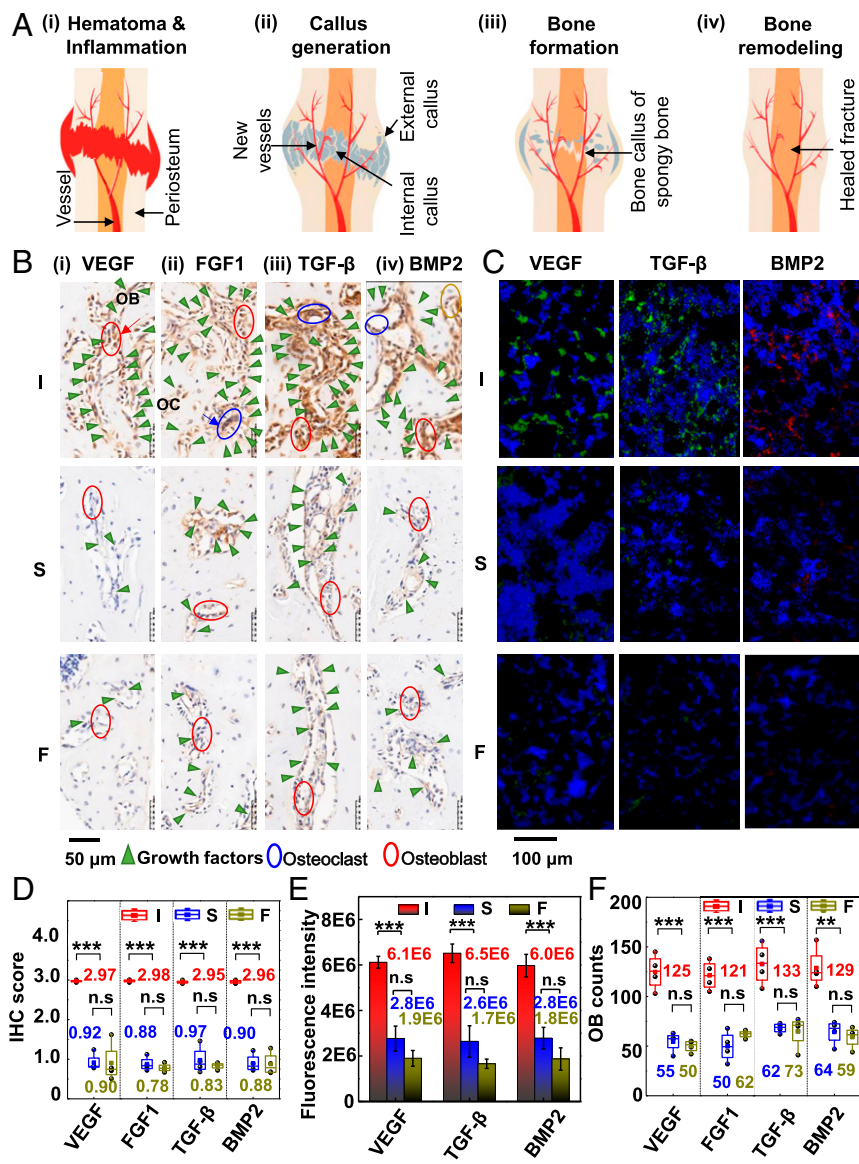 A
(i) Hematoma & Inflammation
(ii) Callus generation
(iii) Bone formation
(iv) Bone remodeling
Vessel
Periosteum
New vessels
Internal callus
External callus
Bone callus of spongy bone
Healed fracture
B
(i) VEGF
(ii) FGF1
(iii) TGF-β
(iv) BMP2
OB
OC
I
S
F
50 µm
Growth factors
Osteoclast
Osteoblast
C
VEGF
TGF-β
BMP2
I
S
F
100 µm
D
I S F
IHC score
4.0
3.0
2.0
1.0
0.0
*** *** *** ***
2.97 2.98 2.95 2.96
n.s n.s
0.92 0.88 0.97 0.90
0.90 0.78 0.83 0.88
VEGF FGF1 TGF-β BMP2
E
I S F
Fluorescence intensity
8E6
6E6
4E6
2E6
0
*** *** ***
6.1E6 6.5E6 6.0E6
n.s n.s n.s
2.8E6 2.6E6 2.8E6
1.9E6 1.7E6 1.8E6
VEGF TGF-β BMP2
F
I S F
OB counts
200
150
100
50
0
*** *** *** **
125 121 133 129
n.s n.s
55 50 50 62 62 73 64 59
VEGF FGF1 TGF-β BMP2